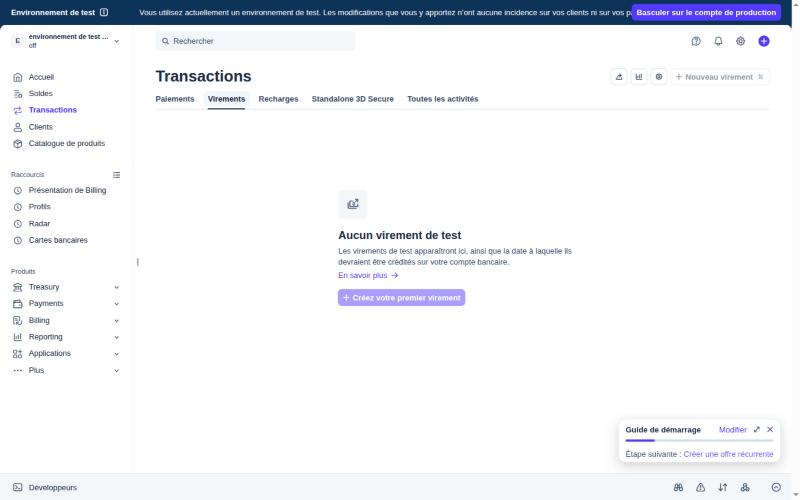 Environnement de test
Vous utilisez actuellement un environnement de test. Les modifications que vous y apportez n'ont aucune incidence sur vos clients ni sur vos
Basculer sur le compte de production
E
environnement de test ...
off
Rechercher
Accueil
Soldes
Transactions
Clients
Catalogue de produits
Raccourcis
Présentation de Billing
Profils
Radar
Cartes bancaires
Produits
Treasury
Payments
Billing
Reporting
Applications
Plus
Transactions
Nouveau virement N
Paiements
Virements
Recharges
Standalone 3D Secure
Toutes les activités
Aucun virement de test
Les virements de test apparaîtront ici, ainsi que la date à laquelle ils
devraient être crédités sur votre compte bancaire.
En savoir plus →
+ Créez votre premier virement
Guide de démarrage
Modifier
Étape suivante : Créer une offre récurrente
Développeurs